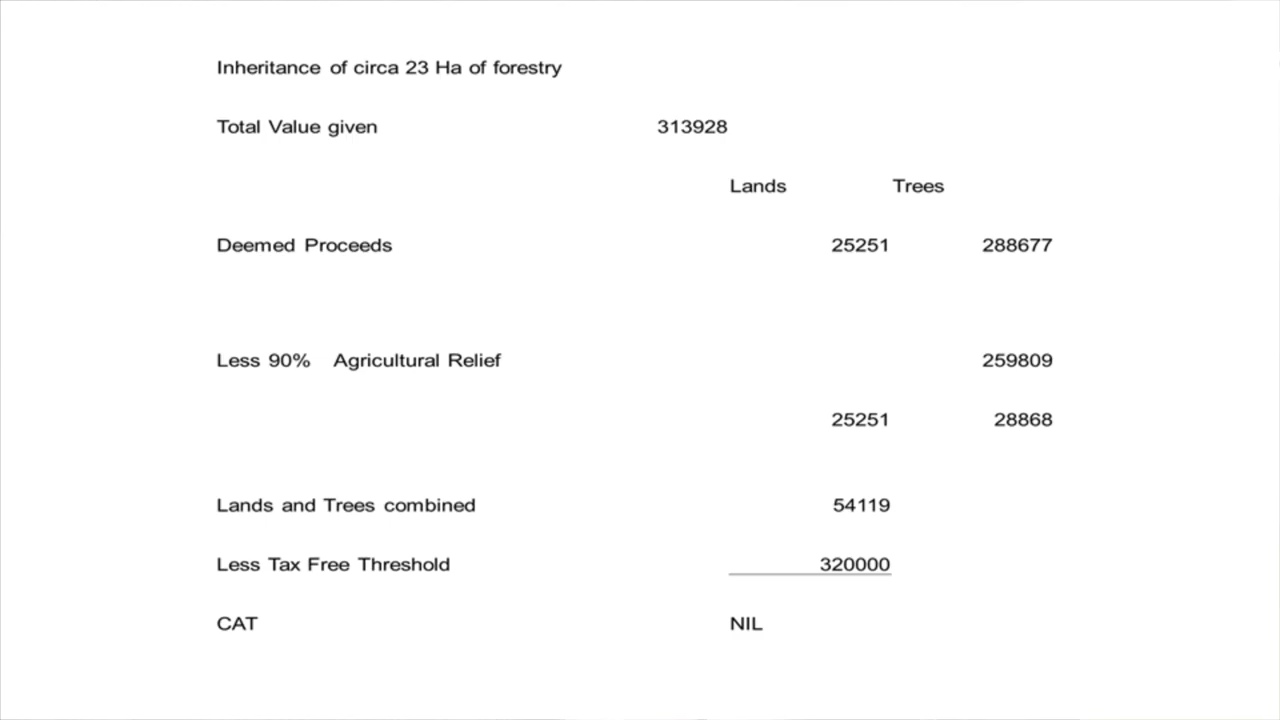 Inheritance of circa 23 Ha of forestry
Total Value given 313928
Lands Trees
Deemed Proceeds 25251 288677
Less 90% Agricultural Relief 259809
25251 28868
Lands and Trees combined 54119
Less Tax Free Threshold 320000
CAT NIL